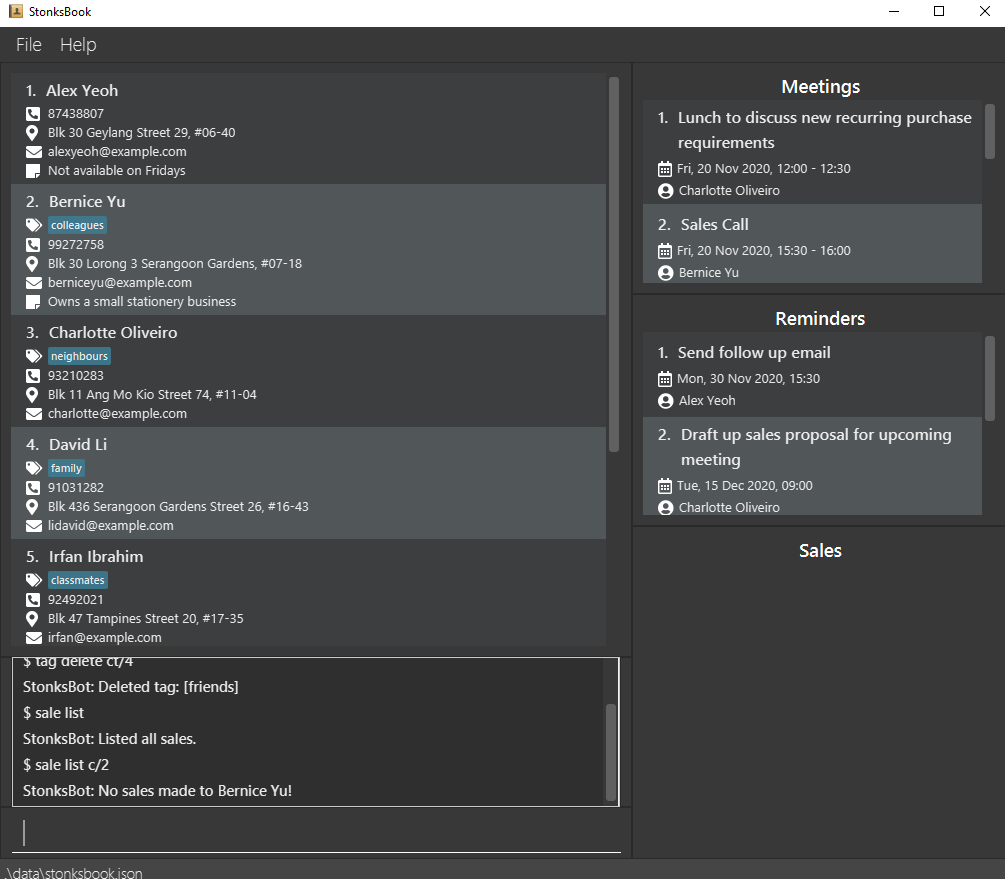 StonksBook
File Help
1. Alex Yeoh
87438807
Blk 30 Geylang Street 29, #06-40
alexyeoh@example.com
Not available on Fridays
2. Bernice Yu
colleagues
99272758
Blk 30 Lorong 3 Serangoon Gardens, #07-18
berniceyu@example.com
Owns a small stationery business
3. Charlotte Oliveiro
neighbours
93210283
Blk 11 Ang Mo Kio Street 74, #11-04
charlotte@example.com
4. David Li
family
91031282
Blk 436 Serangoon Gardens Street 26, #16-43
lidavid@example.com
5. Irfan Ibrahim
classmates
92492021
Blk 47 Tampines Street 20, #17-35
irfan@example.com
$ tag delete ct/4
StonksBot: Deleted tag: [friends]
$ sale list
StonksBot: Listed all sales.
$ sale list c/2
StonksBot: No sales made to Bernice Yu!
Meetings
1. Lunch to discuss new recurring purchase
requirements
Fri, 20 Nov 2020, 12:00 - 12:30
Charlotte Oliveiro
2. Sales Call
Fri, 20 Nov 2020, 15:30 - 16:00
Bernice Yu
Reminders
1. Send follow up email
Mon, 30 Nov 2020, 15:30
Alex Yeoh
2. Draft up sales proposal for upcoming
meeting
Tue, 15 Dec 2020, 09:00
Charlotte Oliveiro
Sales
.\data\stonksbook.json